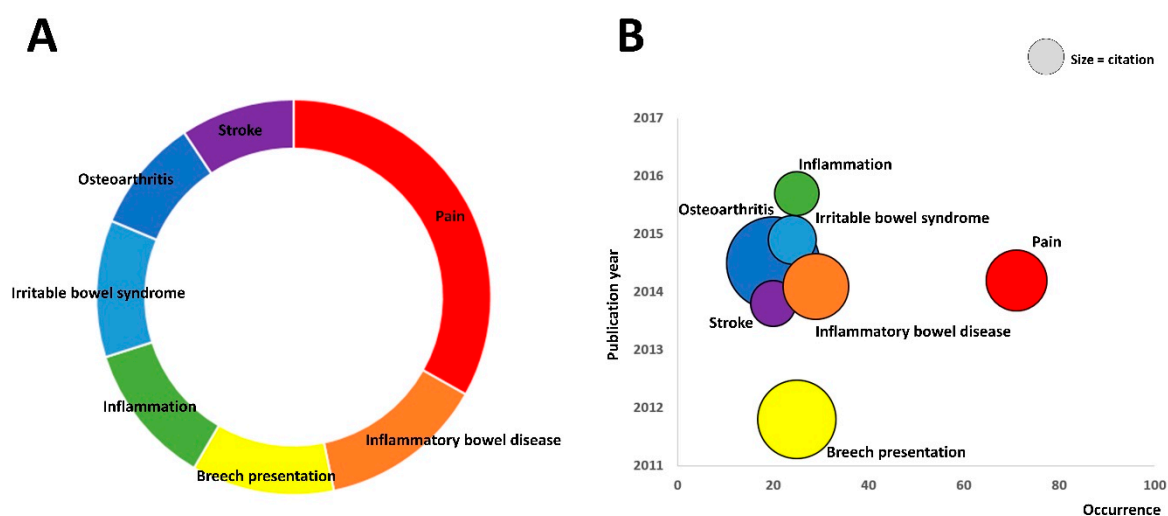 A
Stroke
Osteoarthritis
Pain
Irritable bowel syndrome
Inflammation
Inflammatory bowel disease
Breech presentation
B
Size = citation
2017
2016
2015
2014
2013
2012
2011
Publication year
Inflammation
Osteoarthritis
Irritable bowel syndrome
Pain
Stroke
Inflammatory bowel disease
Breech presentation
0 20 40 60 80 100
Occurrence